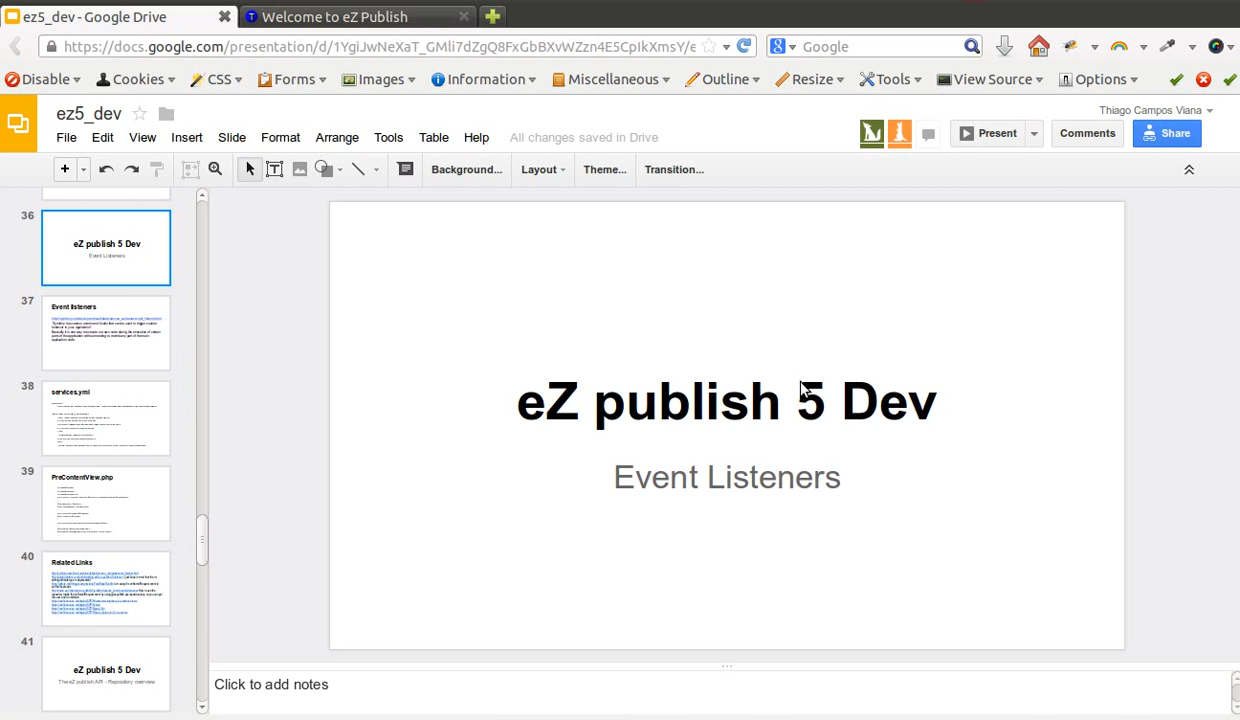 ez5_dev - Google Drive
Welcome to eZ Publish
https://docs.google.com/presentation/d/1YgiJwNeXaT_GMli7dZgQ8FxGbBXvWZzn4E5CpIkXmsY/e
Google
Disable
Cookies
CSS
Forms
Images
Information
Miscellaneous
Outline
Resize
Tools
View Source
Options
ez5_dev
Thiago Campos Viana
File Edit View Insert Slide Format Arrange Tools Table Help All changes saved in Drive
Present
Comments
Share
Background...
Layout
Theme...
Transition...
36
eZ publish 5 Dev
Event Listeners
37
Event listeners
38
services.yml
39
PreContentView.php
40
Related Links
41
eZ publish 5 Dev
The eZ publish API - Repository overview
eZ publish 5 Dev
Event Listeners
Click to add notes